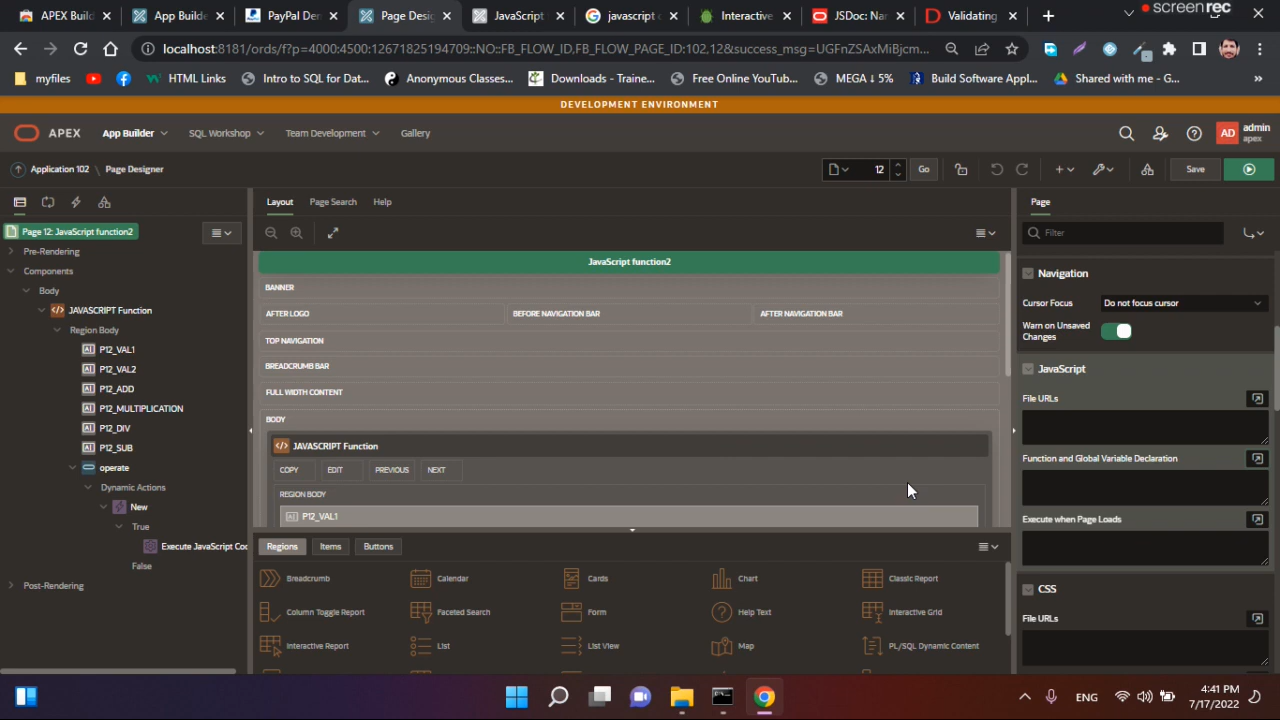 APEX Build
App Builde
PayPal Der
Page Desig
JavaScript
javascript c
Interactive
JSDoc: Nar
Validating
screenrec
localhost:8181/ords/f?p=4000:4500:12671825194709::NO::FB_FLOW_ID,FB_FLOW_PAGE_ID:102,12&success_msg=UGFnZSAxMiBjcm...
myfiles
HTML Links
Intro to SQL for Dat...
Anonymous Classes...
Downloads - Traine...
Free Online YouTub...
MEGA ↓ 5%
Build Software Appl...
Shared with me - G...
DEVELOPMENT ENVIRONMENT
APEX
App Builder
SQL Workshop
Team Development
Gallery
AD
admin
apex
Application 102 \ Page Designer
12
Go
Save
Layout
Page Search
Help
Page
Page 12: JavaScript function2
Filter
Pre-Rendering
Components
Body
JAVASCRIPT Function
Region Body
P12_VAL1
P12_VAL2
P12_ADD
P12_MULTIPLICATION
P12_DIV
P12_SUB
operate
Dynamic Actions
New
True
Execute JavaScript Coc
False
Post-Rendering
JavaScript function2
BANNER
AFTER LOGO
BEFORE NAVIGATION BAR
AFTER NAVIGATION BAR
TOP NAVIGATION
BREADCRUMB BAR
FULL WIDTH CONTENT
BODY
JAVASCRIPT Function
COPY
EDIT
PREVIOUS
NEXT
REGION BODY
P12_VAL1
Regions
Items
Buttons
Breadcrumb
Calendar
Cards
Chart
Classic Report
Column Toggle Report
Faceted Search
Form
Help Text
Interactive Grid
Interactive Report
List
List View
Map
PL/SQL Dynamic Content
Navigation
Cursor Focus
Do not focus cursor
Warn on Unsaved
Changes
JavaScript
File URLs
Function and Global Variable Declaration
Execute when Page Loads
CSS
File URLs
ENG
4:41 PM
7/17/2022